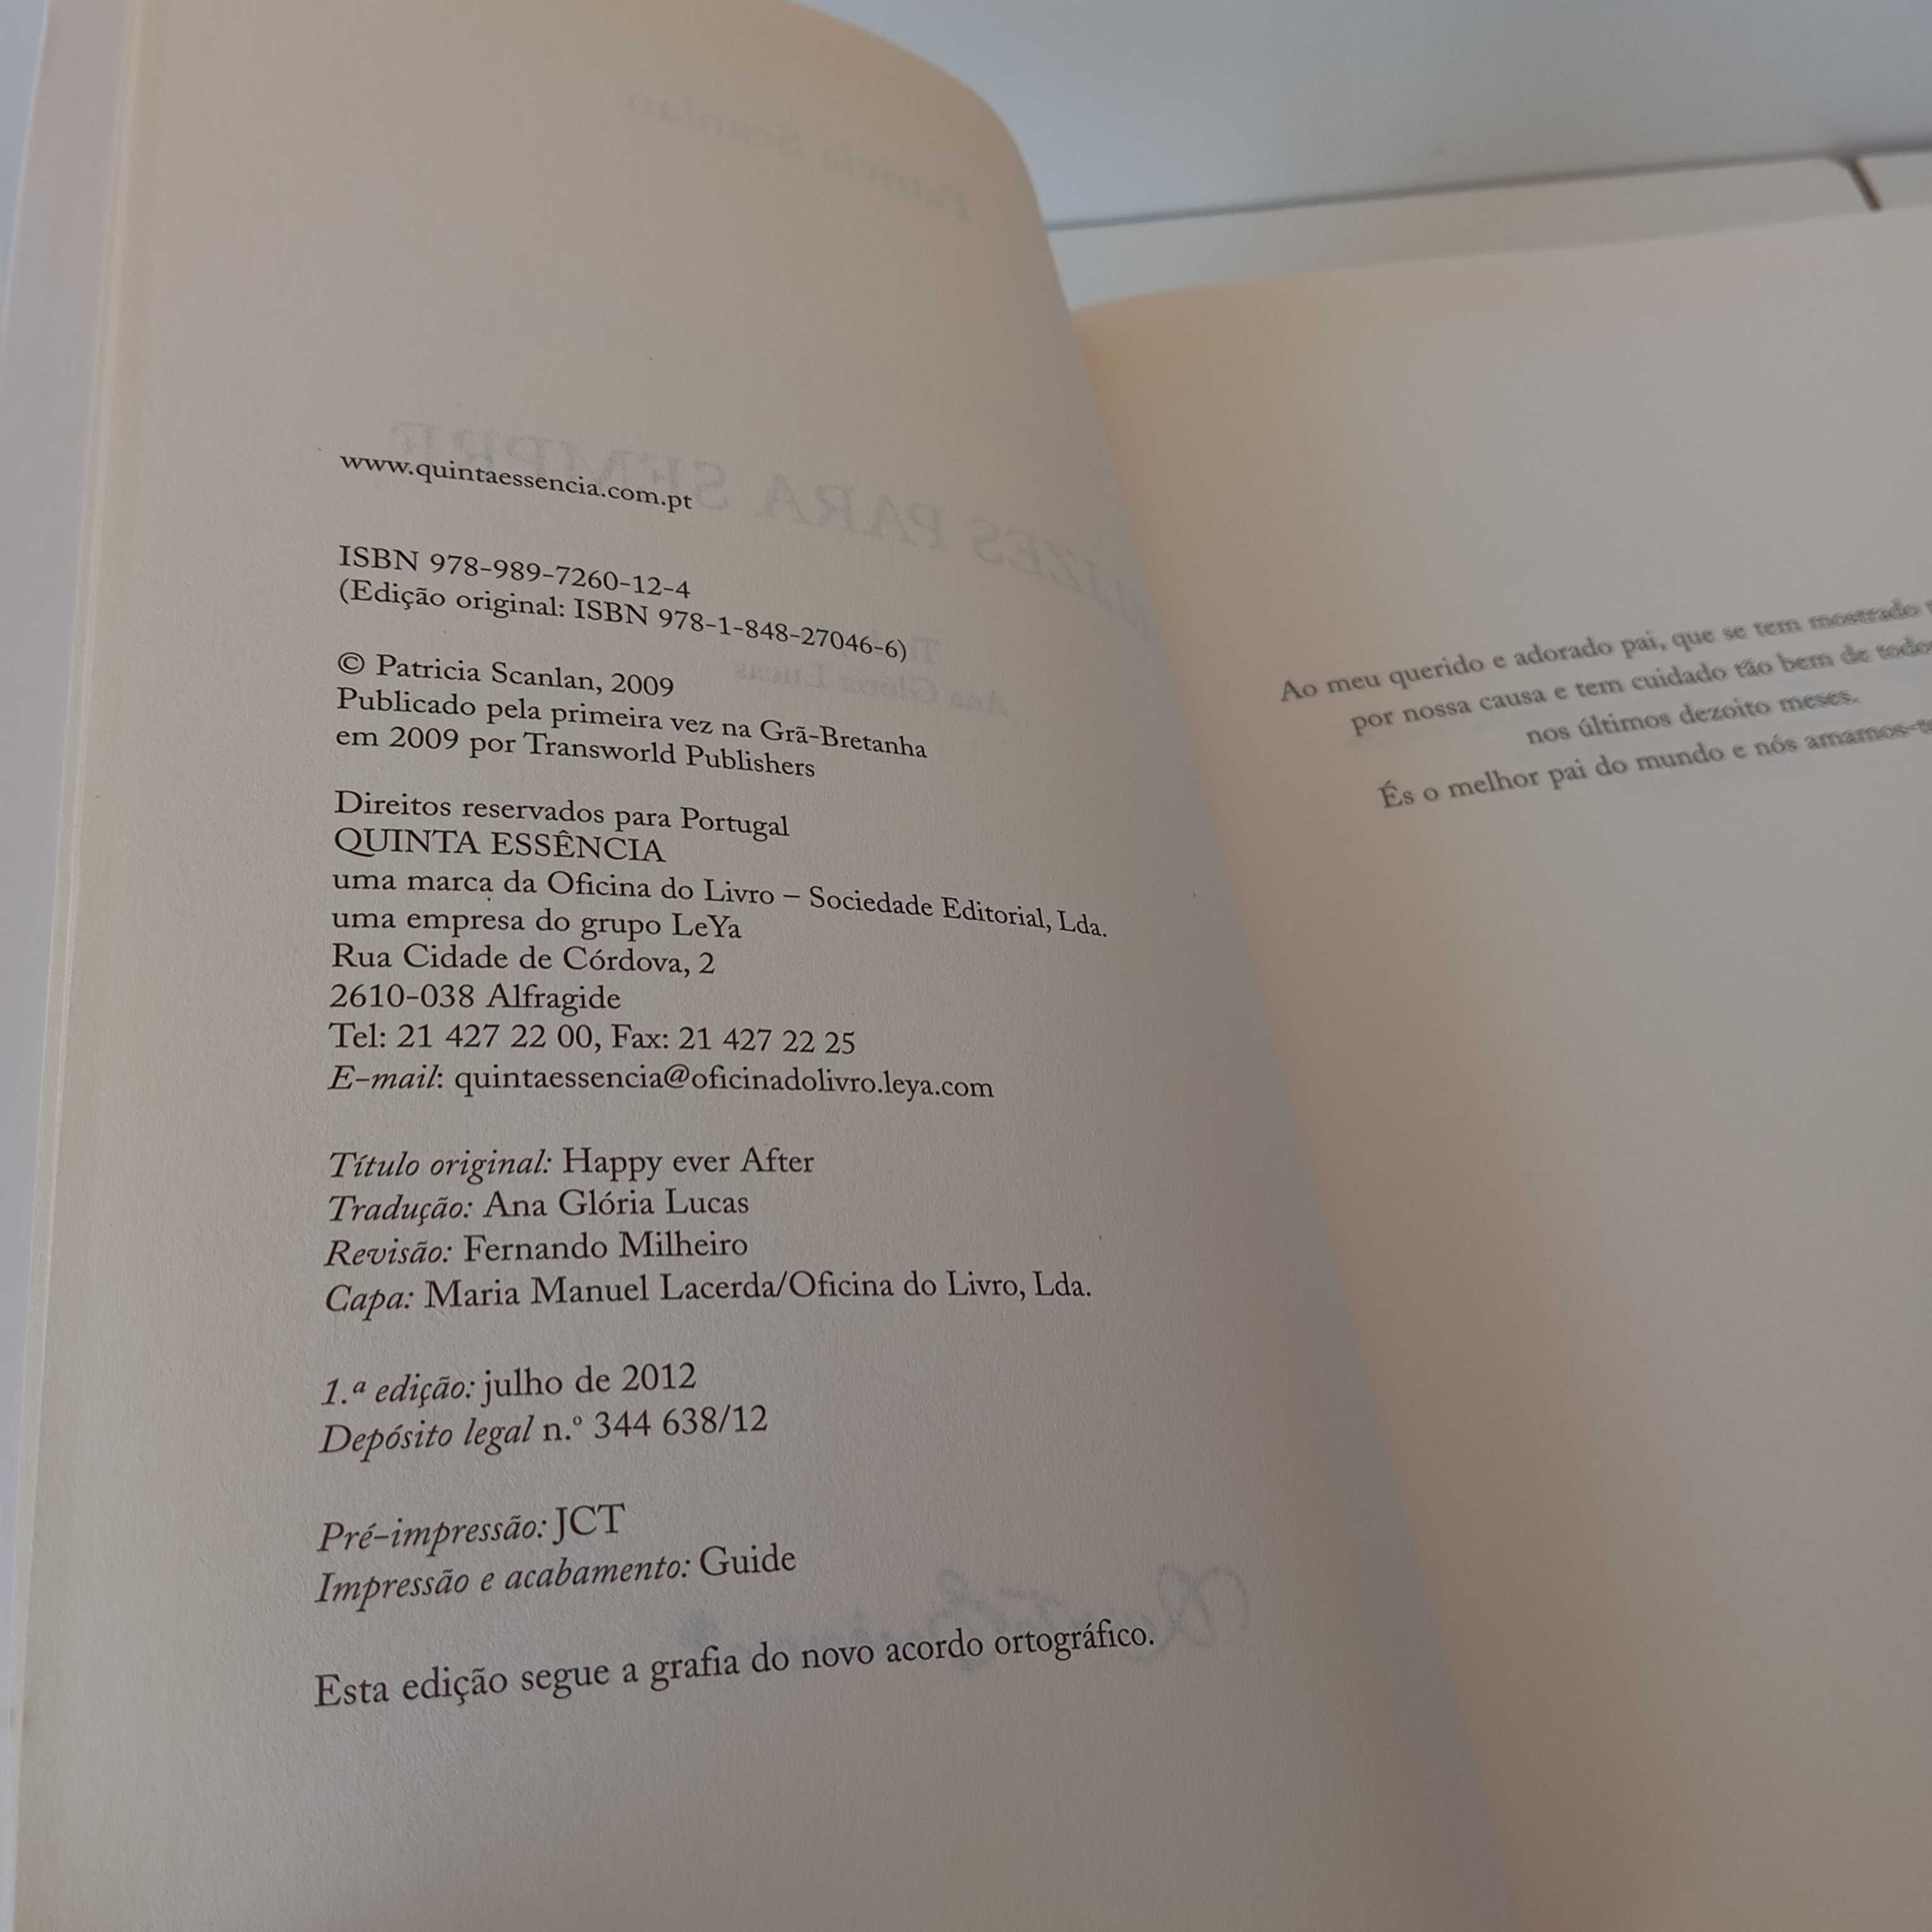 www.quintaessencia.com.pt
ISBN 978-989-7260-12-4
(Edição original: ISBN 978-1-848-27046-6)
© Patricia Scanlan, 2009
Publicado pela primeira vez na Grã-Bretanha
em 2009 por Transworld Publishers
Direitos reservados para Portugal
QUINTA ESSÊNCIA
uma marca da Oficina do Livro – Sociedade Editorial, Lda.
uma empresa do grupo LeYa
Rua Cidade de Córdova, 2
2610-038 Alfragide
Tel: 21 427 22 00, Fax: 21 427 22 25
E-mail: quintaessencia@oficinadolivro.leya.com
Título original: Happy ever After
Tradução: Ana Glória Lucas
Revisão: Fernando Milheiro
Capa: Maria Manuel Lacerda/Oficina do Livro, Lda.
1.ª edição: julho de 2012
Depósito legal n.º 344 638/12
Pré-impressão: JCT
Impressão e acabamento: Guide
Esta edição segue a grafia do novo acordo ortográfico.
Ao meu querido e adorado pai, que se tem mostrado
por nossa causa e tem cuidado tão bem de
nos últimos dezoito meses.
És o melhor pai do mundo e nós